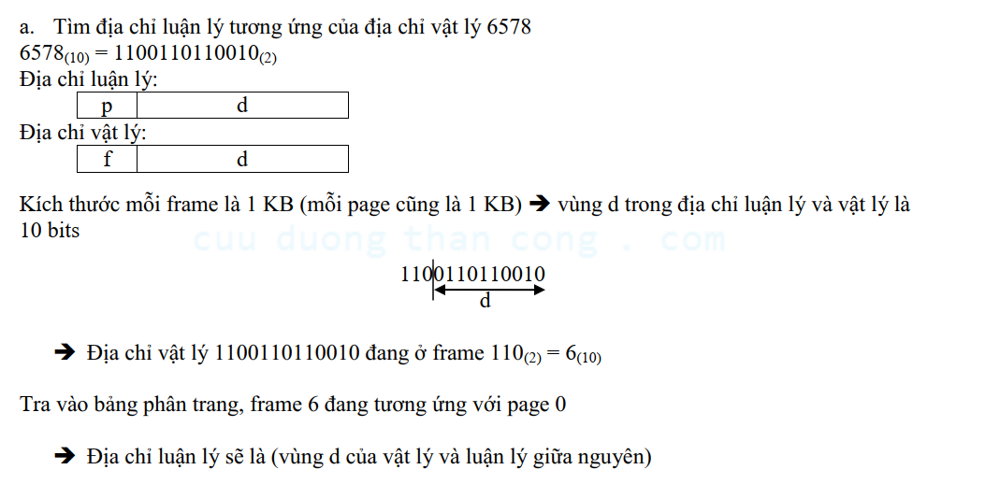 a. Tìm địa chỉ luận lý tương ứng của địa chỉ vật lý 6578
6578(10) = 1100110110010(2)
Địa chỉ luận lý:
p d
Địa chỉ vật lý:
f d
Kích thước mỗi frame là 1 KB (mỗi page cũng là 1 KB) ➔ vùng d trong địa chỉ luận lý và vật lý là
10 bits
cuu duong than cong . com
1100110110010
d
➔ Địa chỉ vật lý 1100110110010 đang ở frame 110(2) = 6(10)
Tra vào bảng phân trang, frame 6 đang tương ứng với page 0
➔ Địa chỉ luận lý sẽ là (vùng d của vật lý và luận lý giữa nguyên)